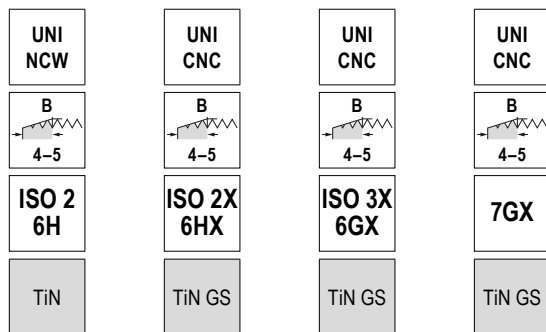 UNI UNI UNI UNI
NCW CNC CNC CNC
B B B B
4–5 4–5 4–5 4–5
ISO 2 ISO 2X ISO 3X 7GX
6H 6HX 6GX
TiN TiN GS TiN GS TiN GS